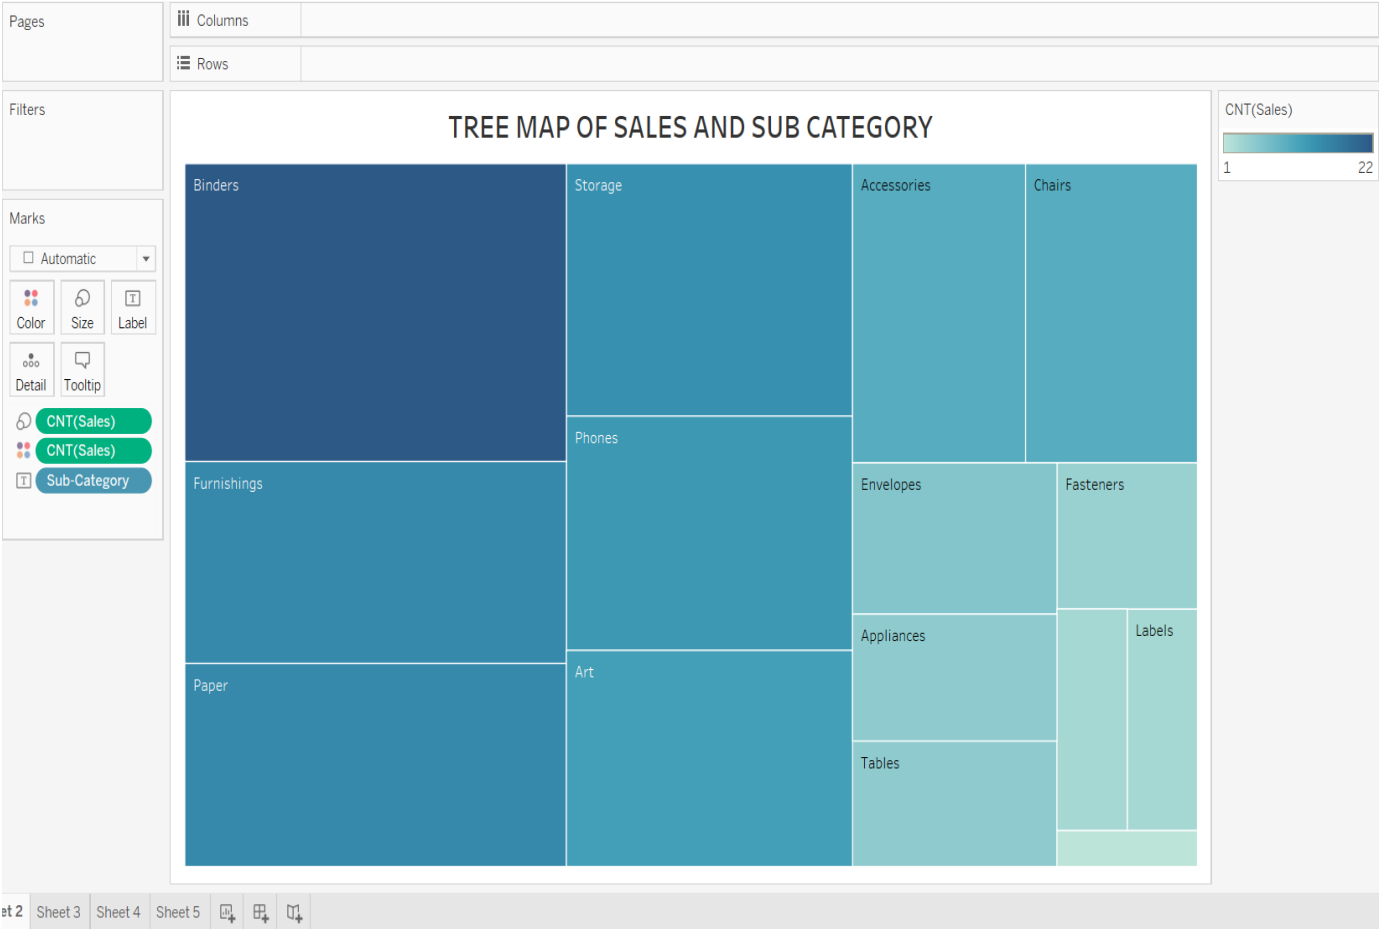 Pages
Columns
Rows
Filters
Marks
Automatic
Color Size Label
Detail Tooltip
CNT(Sales)
CNT(Sales)
Sub-Category
TREE MAP OF SALES AND SUB CATEGORY
Binders
Furnishings
Paper
Storage
Phones
Art
Accessories
Chairs
Envelopes
Fasteners
Appliances
Labels
Tables
CNT(Sales)
1 22
et 2 Sheet 3 Sheet 4 Sheet 5